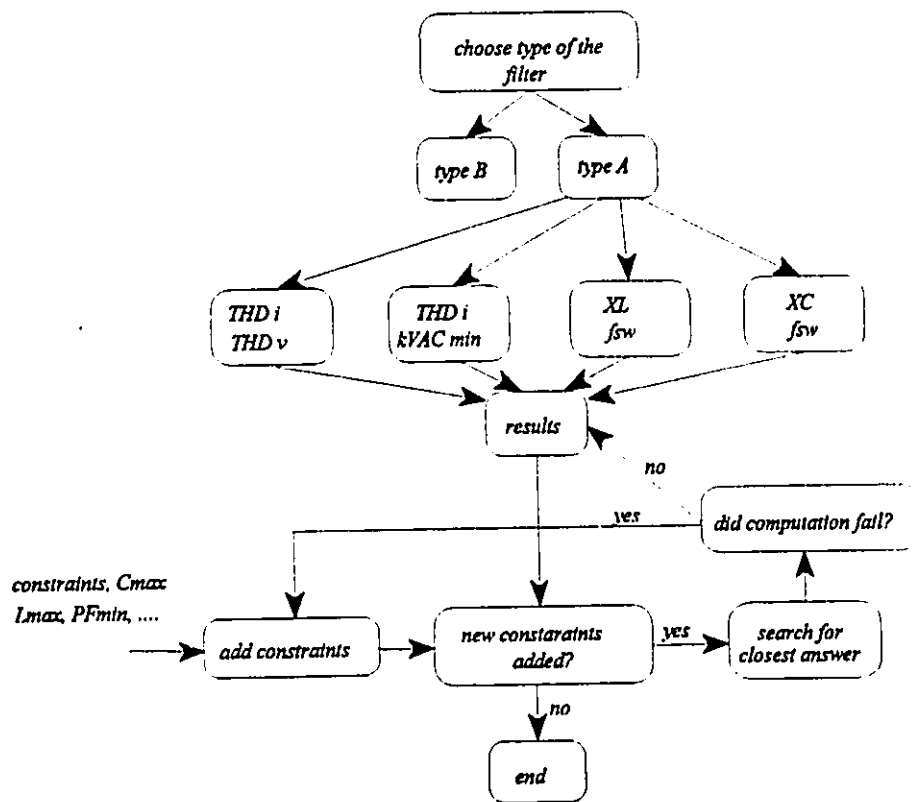 choose type of the
filter
type B
type A
THD i
THD v
THD i
kVAC min
XL
fsw
XC
fsw
results
no
yes
did computation fail?
constraints, Cmax
Lmax, PFmin, ....
add constraints
new constaraints
added?
yes
search for
closest answer
no
end